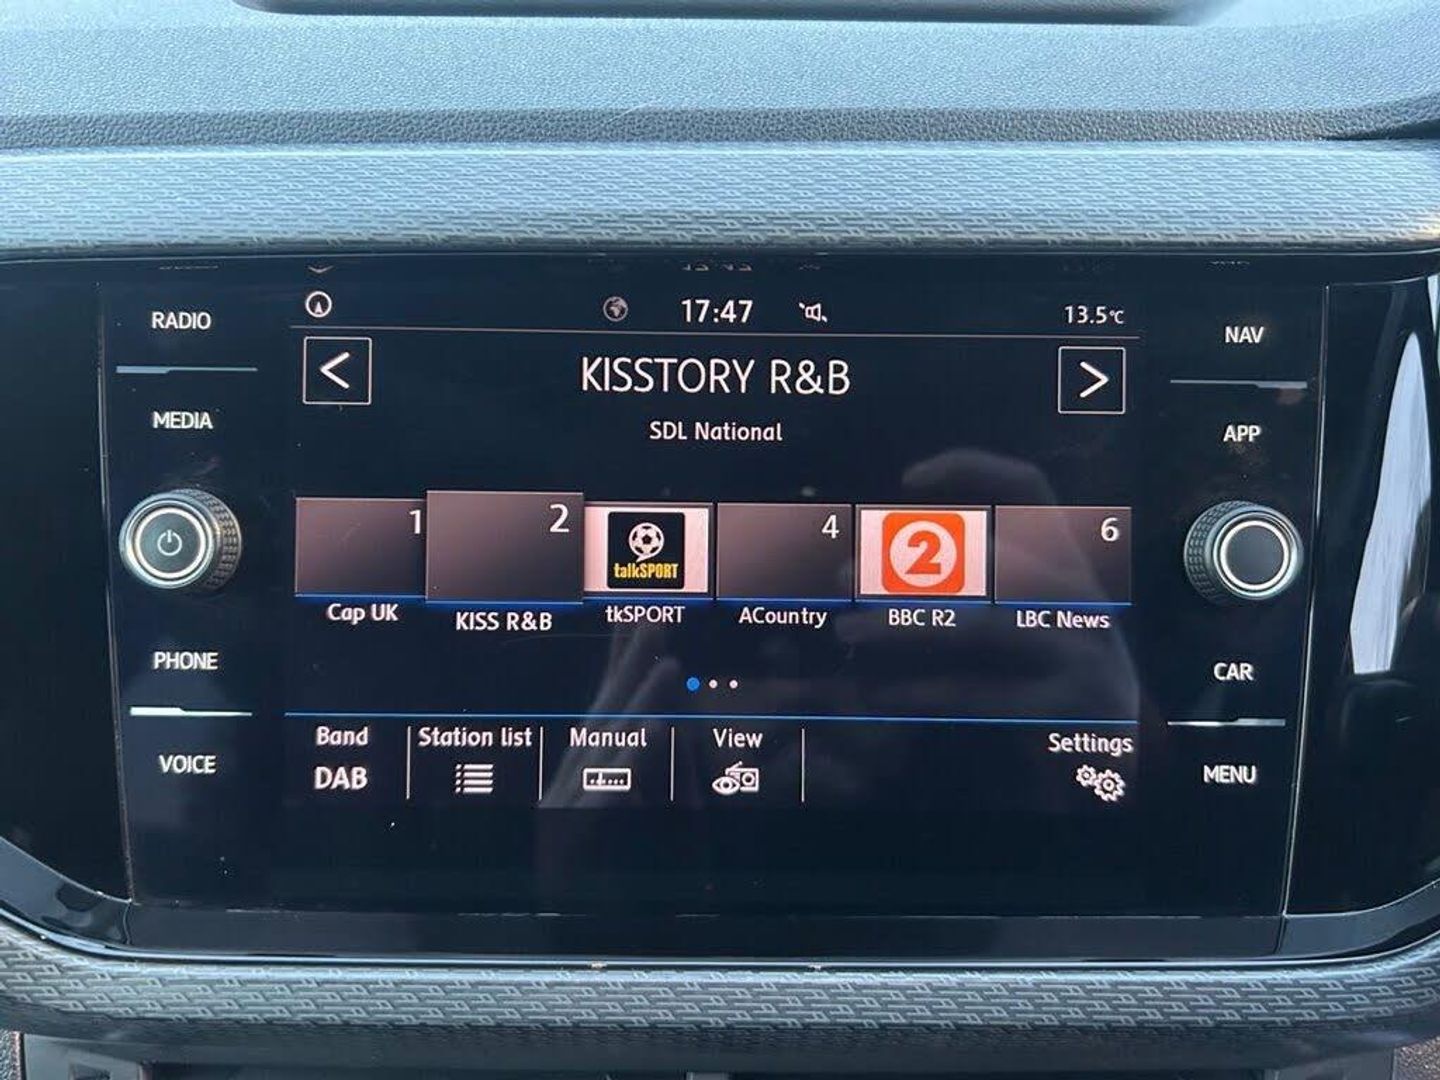 RADIO
MEDIA
PHONE
VOICE
17:47
13.5°C
KISSTORY R&B
SDL National
1
2
talkSPORT
4
2
6
Cap UK
KISS R&B
tkSPORT
ACountry
BBC R2
LBC News
Band
DAB
Station list
Manual
View
Settings
NAV
APP
CAR
MENU